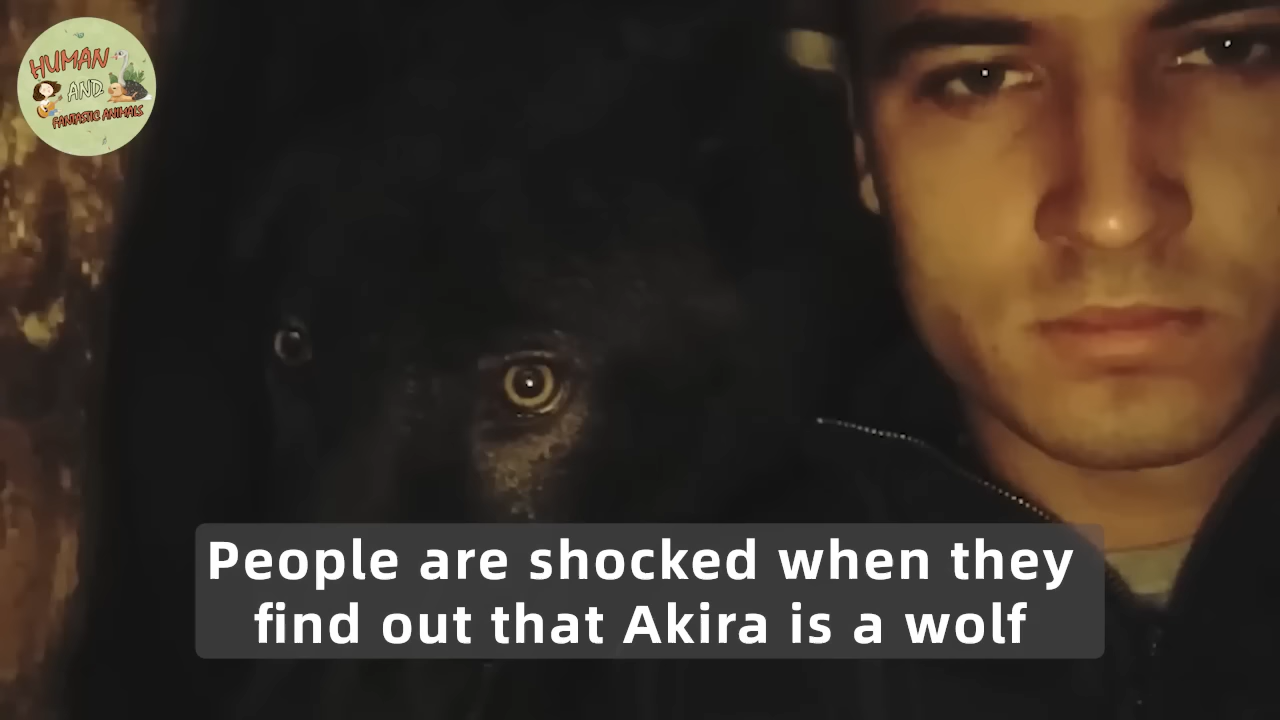 HUMAN
AND
FANTASTIC ANIMALS
People are shocked when they
find out that Akira is a wolf